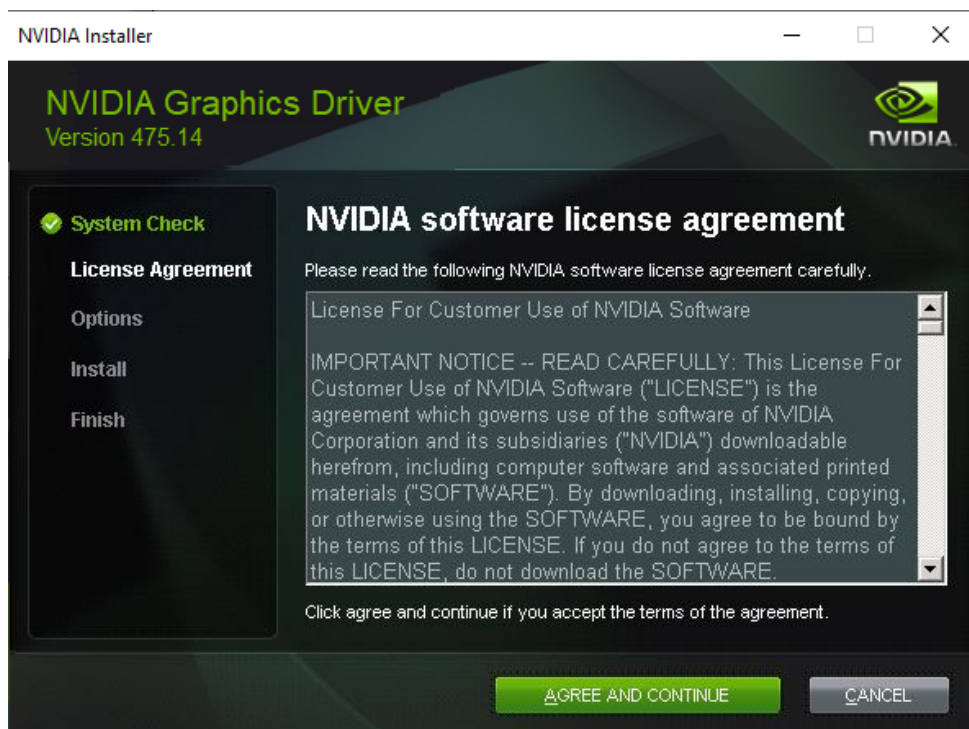 NVIDIA Installer
NVIDIA Graphics Driver
Version 475.14
NVIDIA.
System Check
License Agreement
Options
Install
Finish
NVIDIA software license agreement
Please read the following NVIDIA software license agreement carefully.
License For Customer Use of NVIDIA Software
IMPORTANT NOTICE -- READ CAREFULLY: This License For
Customer Use of NVIDIA Software ("LICENSE") is the
agreement which governs use of the software of NVIDIA
Corporation and its subsidiaries ("NVIDIA") downloadable
herefrom, including computer software and associated printed
materials ("SOFTWARE"). By downloading, installing, copying,
or otherwise using the SOFTWARE, you agree to be bound by
the terms of this LICENSE. If you do not agree to the terms of
this LICENSE, do not download the SOFTWARE.
Click agree and continue if you accept the terms of the agreement.
AGREE AND CONTINUE
CANCEL